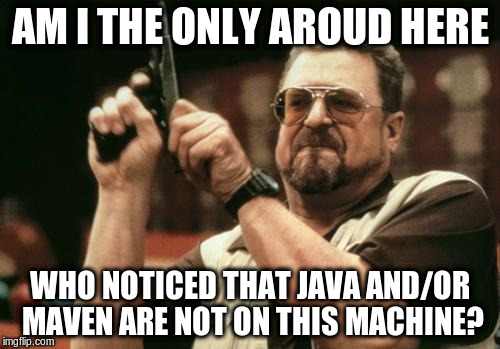 AM I THE ONLY AROUD HERE
WHO NOTICED THAT JAVA AND/OR
MAVEN ARE NOT ON THIS MACHINE?
imgflip.com